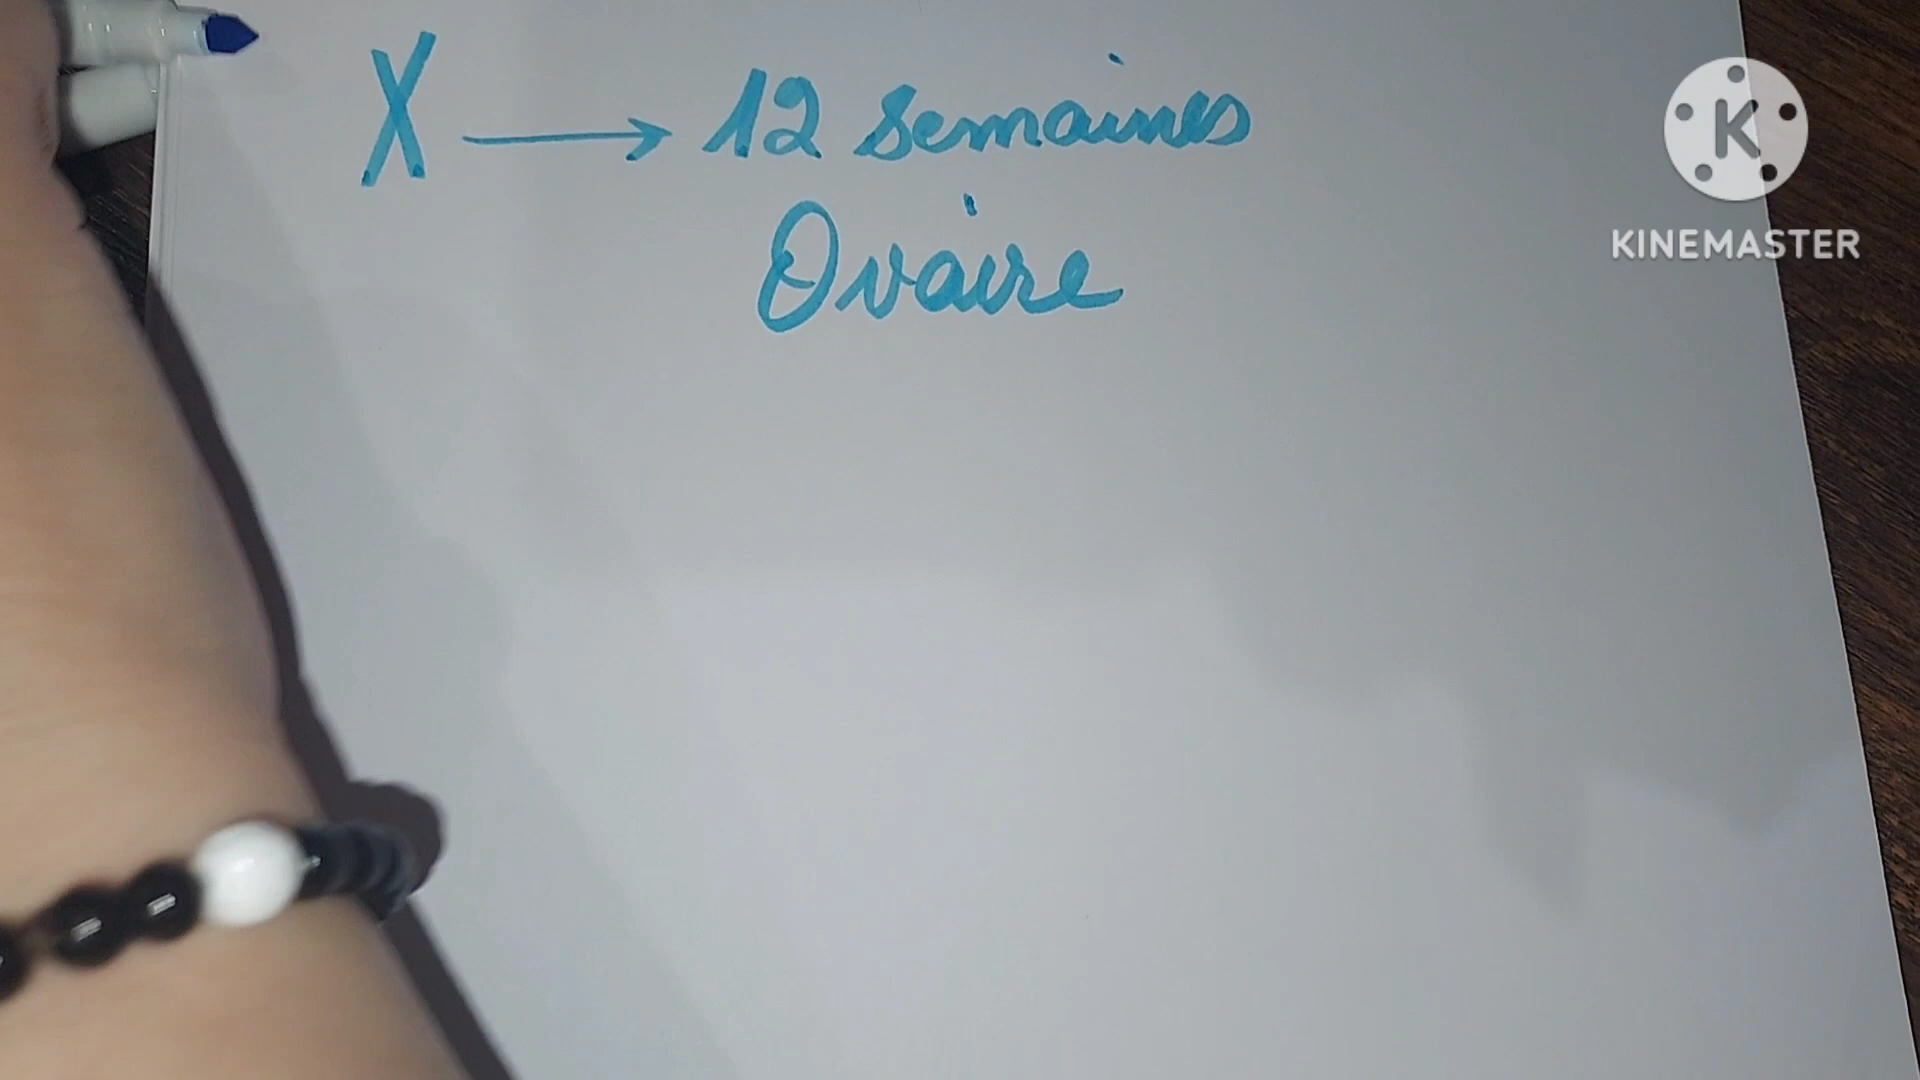 X → 12 semaines
Ovaire
K
KINEMASTER